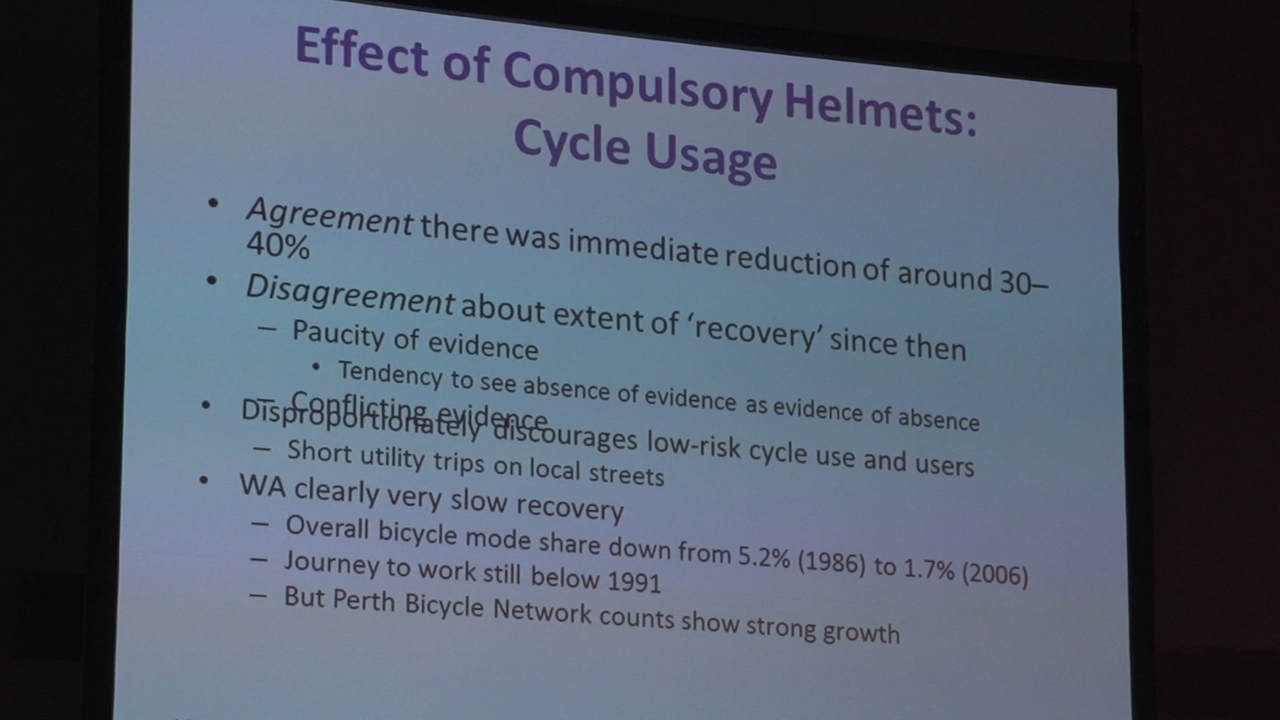 Effect of Compulsory Helmets:
Cycle Usage
• Agreement there was immediate reduction of around 30–
40%
• Disagreement about extent of ‘recovery’ since then
– Paucity of evidence
• Tendency to see absence of evidence as evidence of absence
– Conflicting evidence
• Disproportionately discourages low-risk cycle use and users
– Short utility trips on local streets
• WA clearly very slow recovery
– Overall bicycle mode share down from 5.2% (1986) to 1.7% (2006)
– Journey to work still below 1991
– But Perth Bicycle Network counts show strong growth